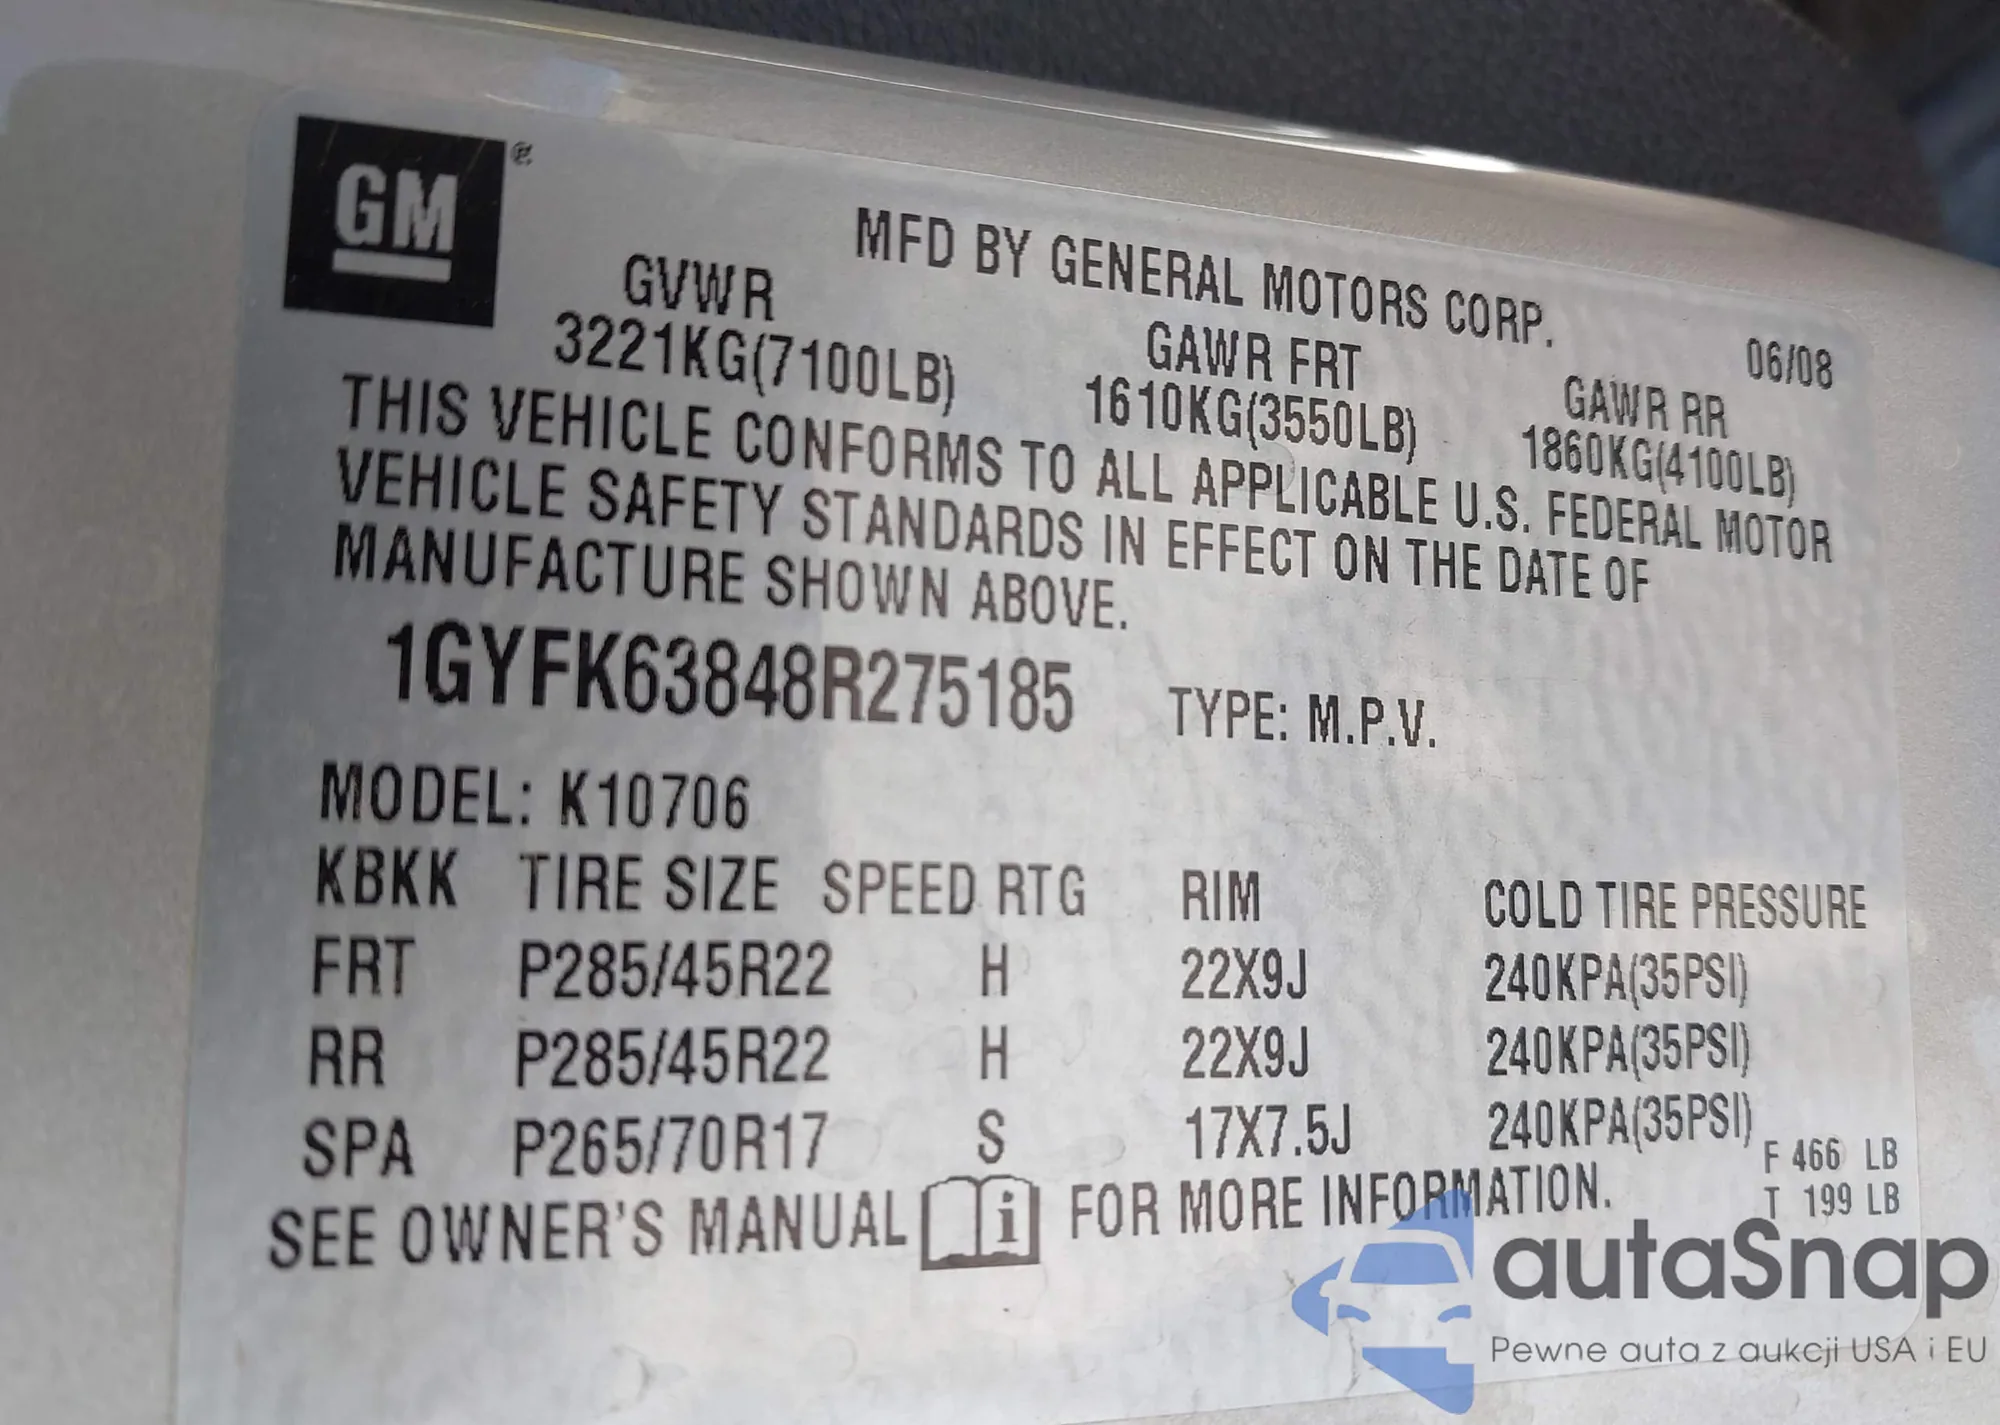 GM®
MFD BY GENERAL MOTORS CORP. 06/08
GVWR GAWR FRT GAWR RR
3221KG(7100LB) 1610KG(3550LB) 1860KG(4100LB)
THIS VEHICLE CONFORMS TO ALL APPLICABLE U.S. FEDERAL MOTOR
VEHICLE SAFETY STANDARDS IN EFFECT ON THE DATE OF
MANUFACTURE SHOWN ABOVE.
1GYFK63848R275185 TYPE: M.P.V.
MODEL: K10706
KBKK TIRE SIZE SPEED RTG RIM COLD TIRE PRESSURE
FRT P285/45R22 H 22X9J 240KPA(35PSI)
RR P285/45R22 H 22X9J 240KPA(35PSI)
SPA P265/70R17 S 17X7.5J 240KPA(35PSI)
F 466 LB
T 199 LB
SEE OWNER'S MANUAL i FOR MORE INFORMATION.
autaSnap
Pewne auta z aukcji USA i EU